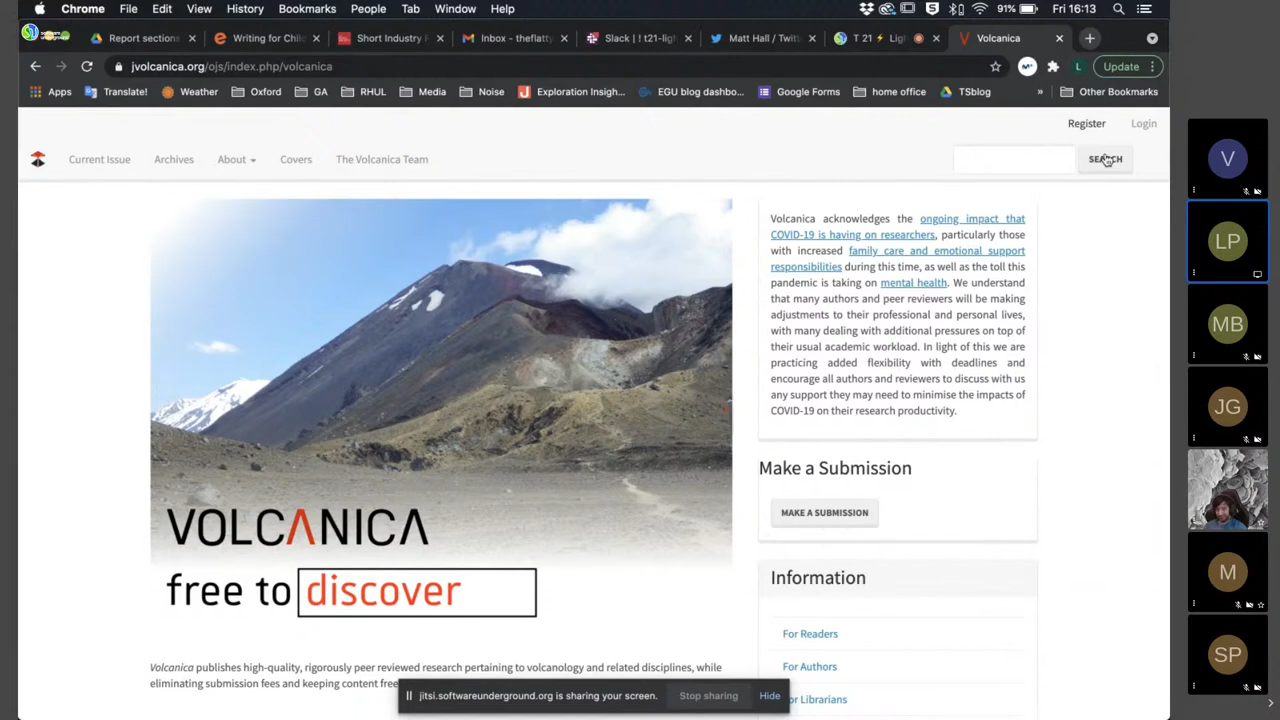 Chrome File Edit View History Bookmarks People Tab Window Help 91% Fri 16:13
Report sections Writing for Chile Short Industry F Inbox - theflatty Slack | ! t21-ligh Matt Hall / Twitt T 21 ⚡ Lig Volcanica
jvolcanica.org/ojs/index.php/volcanica L Update
Apps Translate! Weather Oxford GA RHUL Media Noise Exploration Insigh... EGU blog dashbo... Google Forms home office TSblog » Other Bookmarks
Register Login
Current Issue Archives About Covers The Volcanica Team SEARCH
Volcanica acknowledges the ongoing impact that
COVID-19 is having on researchers, particularly those
with increased family care and emotional support
responsibilities during this time, as well as the toll this
pandemic is taking on mental health. We understand
that many authors and peer reviewers will be making
adjustments to their professional and personal lives,
with many dealing with additional pressures on top of
their usual academic workload. In light of this we are
practicing added flexibility with deadlines and
encourage all authors and reviewers to discuss with us
any support they may need to minimise the impacts of
COVID-19 on their research productivity.
Make a Submission
MAKE A SUBMISSION
VOLCANICA
free to discover
Information
For Readers
For Authors
or Librarians
Volcanica publishes high-quality, rigorously peer reviewed research pertaining to volcanology and related disciplines, while
eliminating submission fees and keeping content free
jitsi.softwareunderground.org is sharing your screen. Stop sharing Hide
V
LP
MB
JG
M
SP